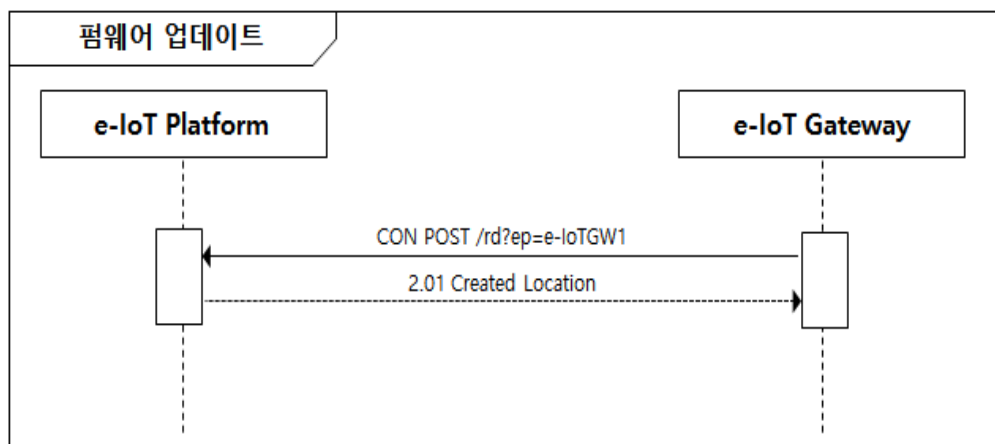 펌웨어 업데이트
e-IoT Platform
e-IoT Gateway
CON POST /rd?ep=e-IoTGW1
2.01 Created Location